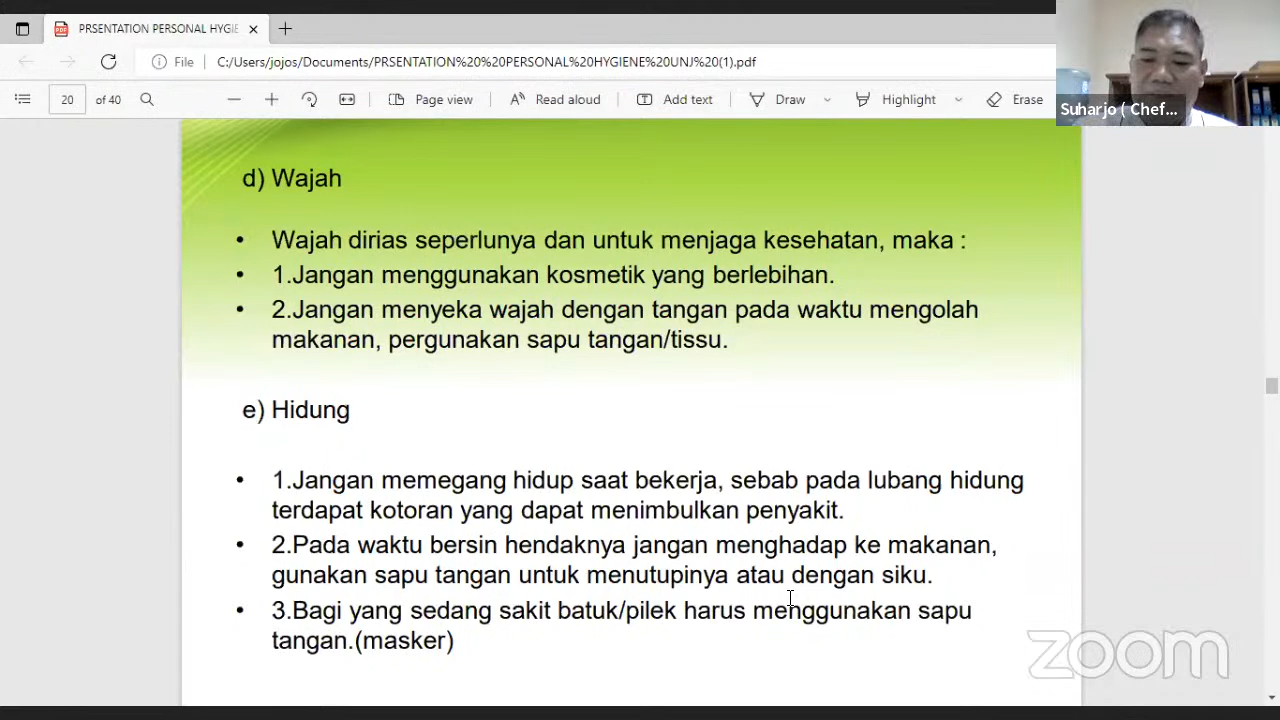 PRSENTATION PERSONAL HYGIE
File C:/Users/jojos/Documents/PRSENTATION%20%20PERSONAL%20HYGIENE%20UNJ%20(1).pdf
20 of 40 Page view Read aloud Add text Draw Highlight Erase
Suharjo ( Chef...
d) Wajah
• Wajah dirias seperlunya dan untuk menjaga kesehatan, maka :
• 1.Jangan menggunakan kosmetik yang berlebihan.
• 2.Jangan menyeka wajah dengan tangan pada waktu mengolah
makanan, pergunakan sapu tangan/tissu.
e) Hidung
• 1.Jangan memegang hidup saat bekerja, sebab pada lubang hidung
terdapat kotoran yang dapat menimbulkan penyakit.
• 2.Pada waktu bersin hendaknya jangan menghadap ke makanan,
gunakan sapu tangan untuk menutupinya atau dengan siku.
• 3.Bagi yang sedang sakit batuk/pilek harus menggunakan sapu
tangan.(masker)
zoom